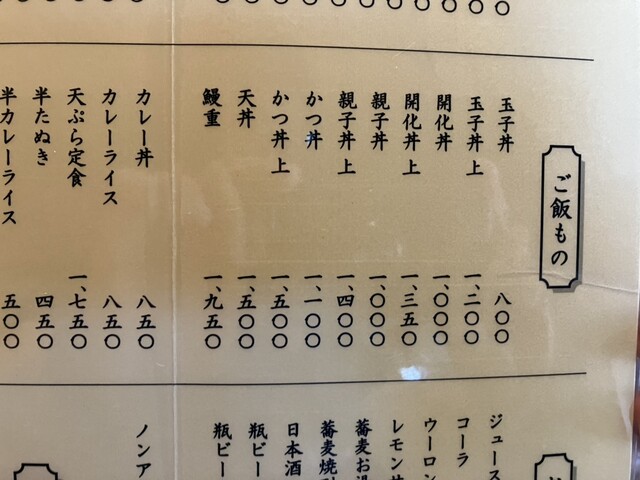 ご飯もの
玉子丼 八〇〇
玉子丼 上 一、二〇〇
開化丼 一、〇〇〇
開化丼 上 一、三五〇
親子丼 一、〇〇〇
親子丼 上 一、四〇〇
かつ丼 一、一〇〇
かつ丼 上 一、五〇〇
天丼 一、五〇〇
鰻重 一、九五〇
カレー丼 八五〇
カレーライス 八五〇
天ぷら定食 一、七五〇
半たぬき 四五〇
半カレーライス 五〇〇
ジュース
コーラ
ウーロン
レモン
蕎麦お湯
蕎麦焼酎
日本酒
瓶ビー
瓶ビー
ノンア